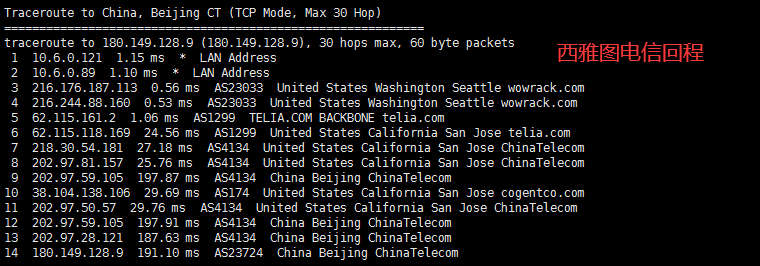 Traceroute to China, Beijing CT (TCP Mode, Max 30 Hop)
============================================================
traceroute to 180.149.128.9 (180.149.128.9), 30 hops max, 60 byte packets
西雅图电信回程
1 10.6.0.121 1.15 ms * LAN Address
2 10.6.0.89 1.10 ms * LAN Address
3 216.176.187.113 0.56 ms AS23033 United States Washington Seattle wowrack.com
4 216.244.88.160 0.53 ms AS23033 United States Washington Seattle wowrack.com
5 62.115.161.2 1.06 ms AS1299 TELIA.COM BACKBONE telia.com
6 62.115.118.169 24.56 ms AS1299 United States California San Jose telia.com
7 218.30.54.181 27.18 ms AS4134 United States California San Jose ChinaTelecom
8 202.97.81.157 25.76 ms AS4134 United States California San Jose ChinaTelecom
9 202.97.59.105 197.87 ms AS4134 China Beijing ChinaTelecom
10 38.104.138.106 29.69 ms AS174 United States California San Jose cogentco.com
11 202.97.50.57 29.76 ms AS4134 United States California San Jose ChinaTelecom
12 202.97.59.105 197.91 ms AS4134 China Beijing ChinaTelecom
13 202.97.28.121 187.63 ms AS4134 China Beijing ChinaTelecom
14 180.149.128.9 191.10 ms AS23724 China Beijing ChinaTelecom